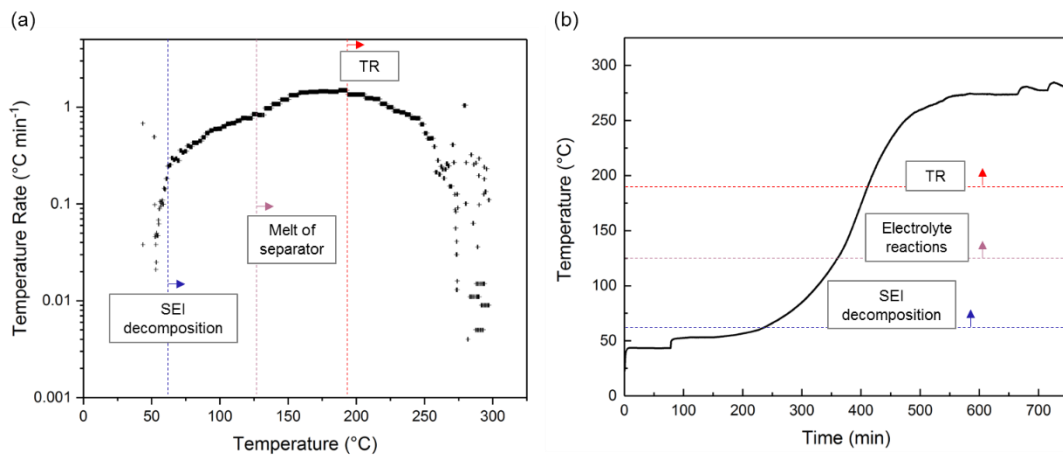 (a)
Temperature Rate (°C min⁻¹)
1
0.1
0.01
0.001
TR
Melt of
separator
SEI
decomposition
0 50 100 150 200 250 300
Temperature (°C)
(b)
Temperature (°C)
300
250
200
150
100
50
0
TR
Electrolyte
reactions
SEI
decomposition
0 100 200 300 400 500 600 700
Time (min)